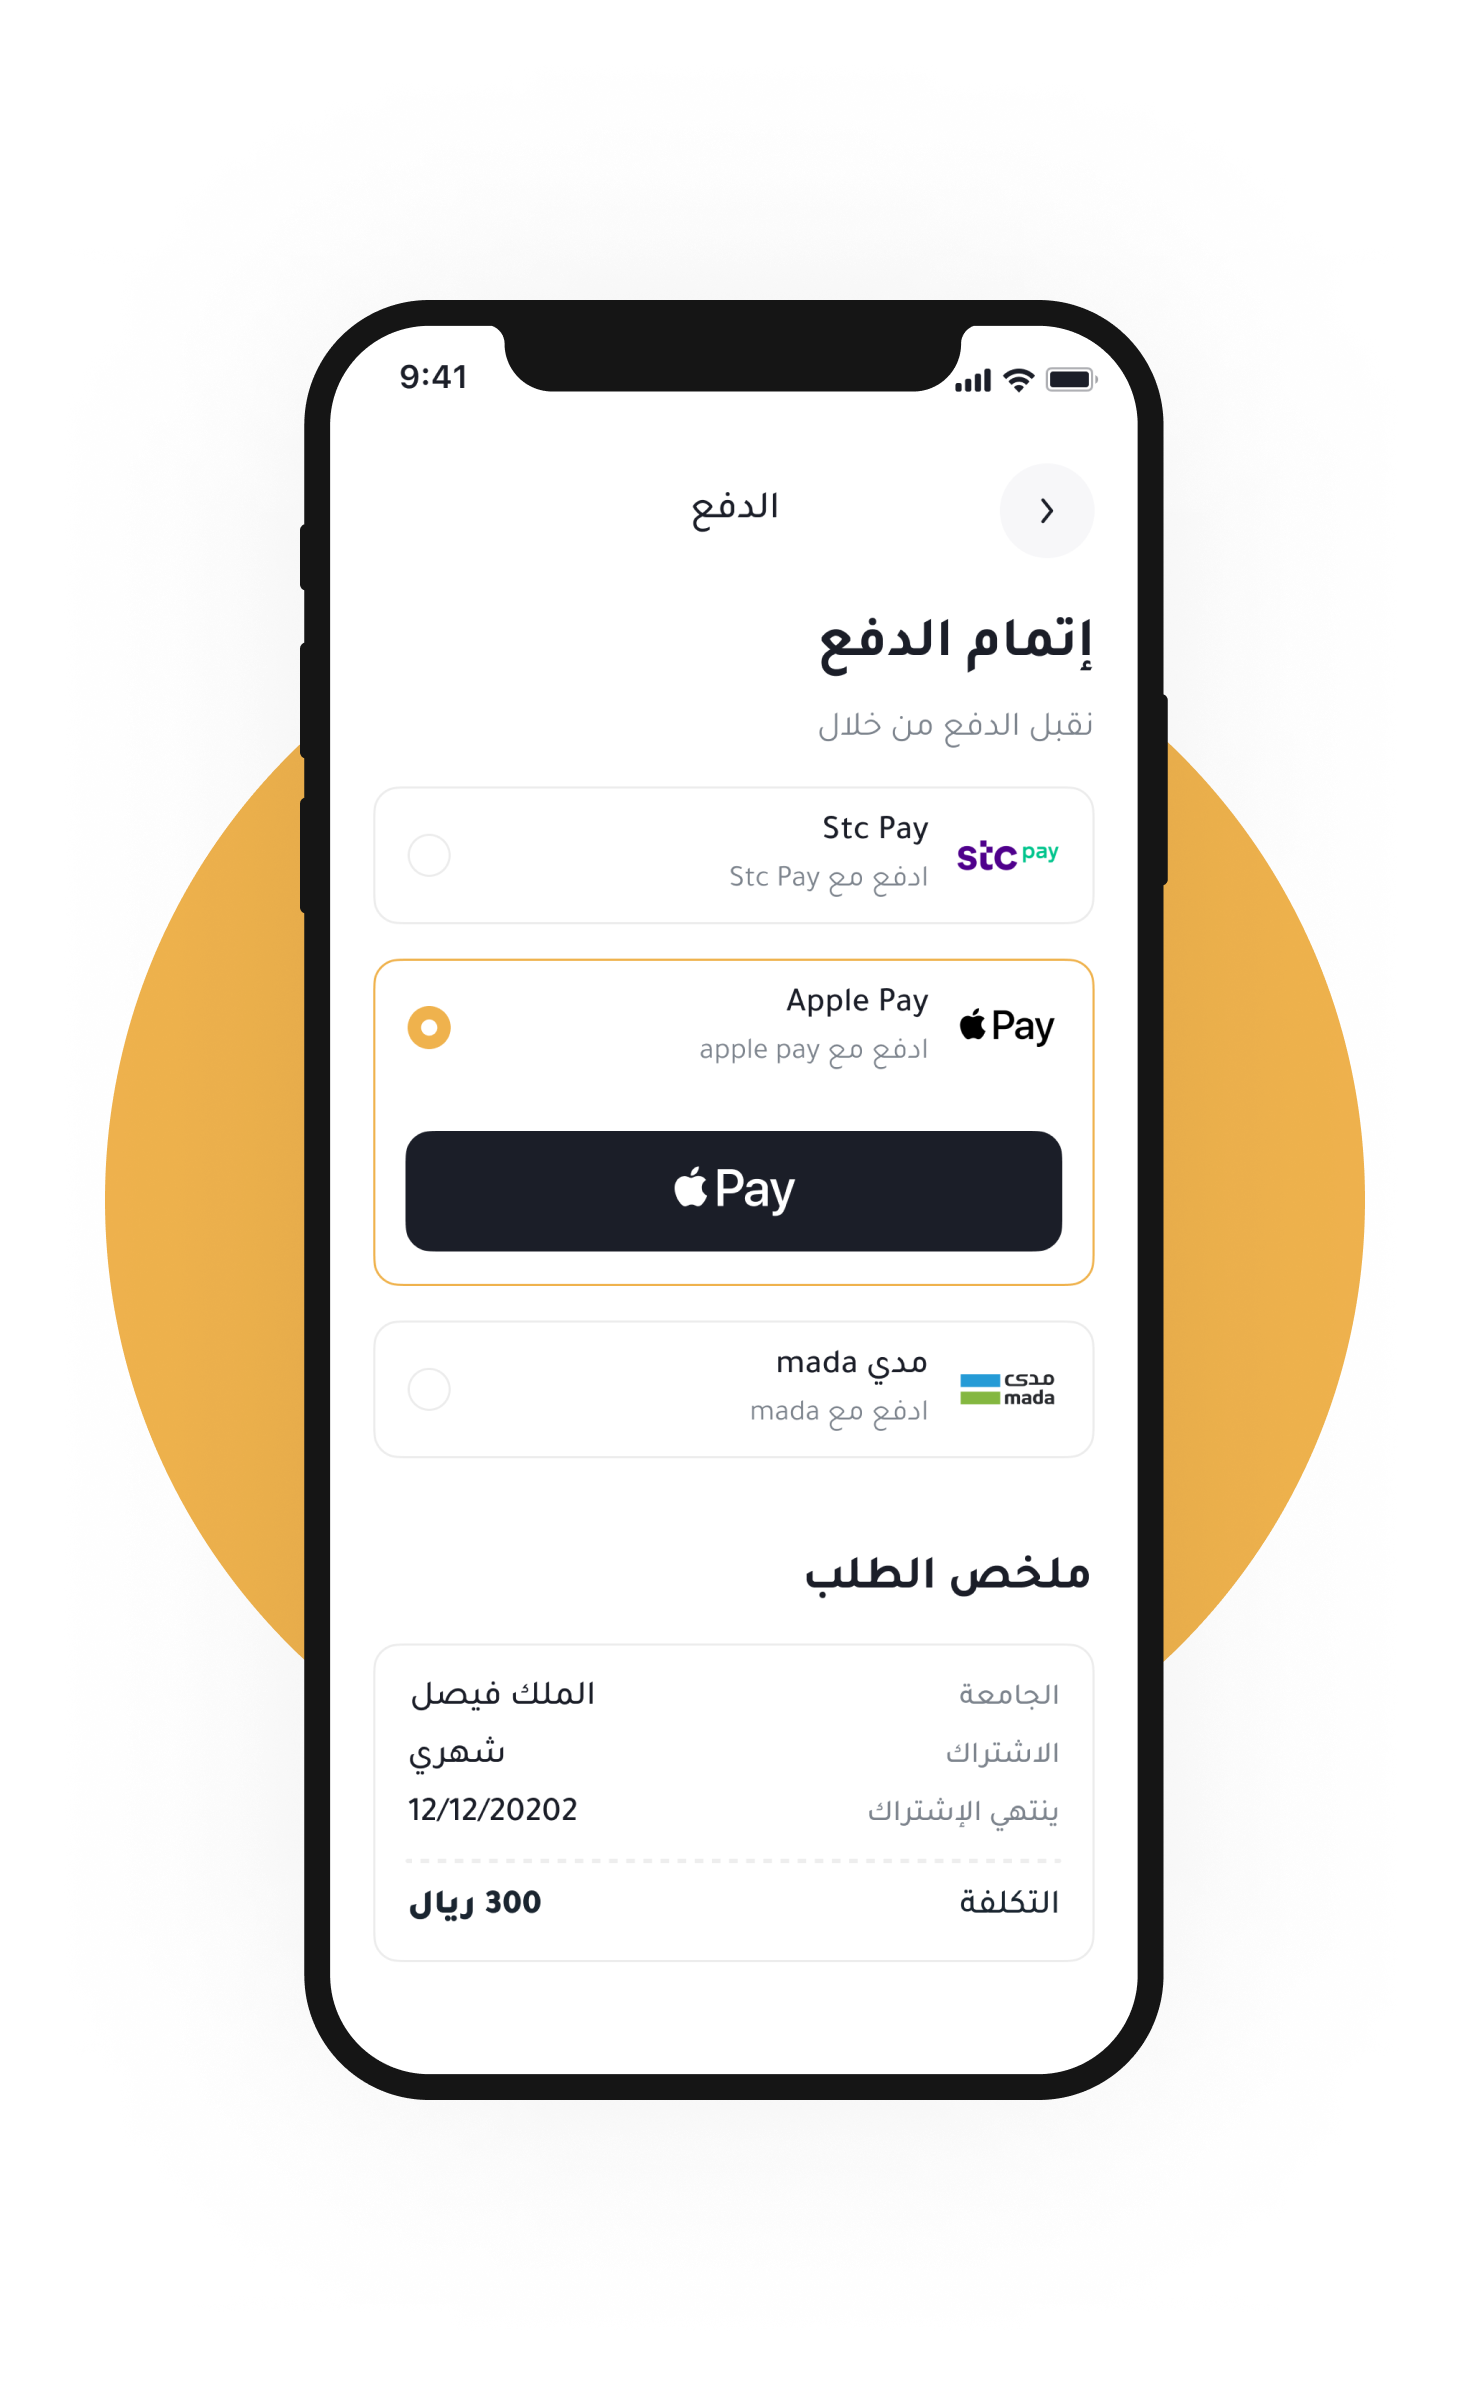 9:41
الدفع
إتمام الدفع
نقبل الدفع من خلال
stc pay
Stc Pay
ادفع مع Stc Pay
Pay
Apple Pay
ادفع مع apple pay
Pay
مدى
mada
مدي mada
ادفع مع mada
ملخص الطلب
الجامعة الملك فيصل
الاشتراك شهري
ينتهي الإشتراك 12/12/20202
التكلفة 300 ريال